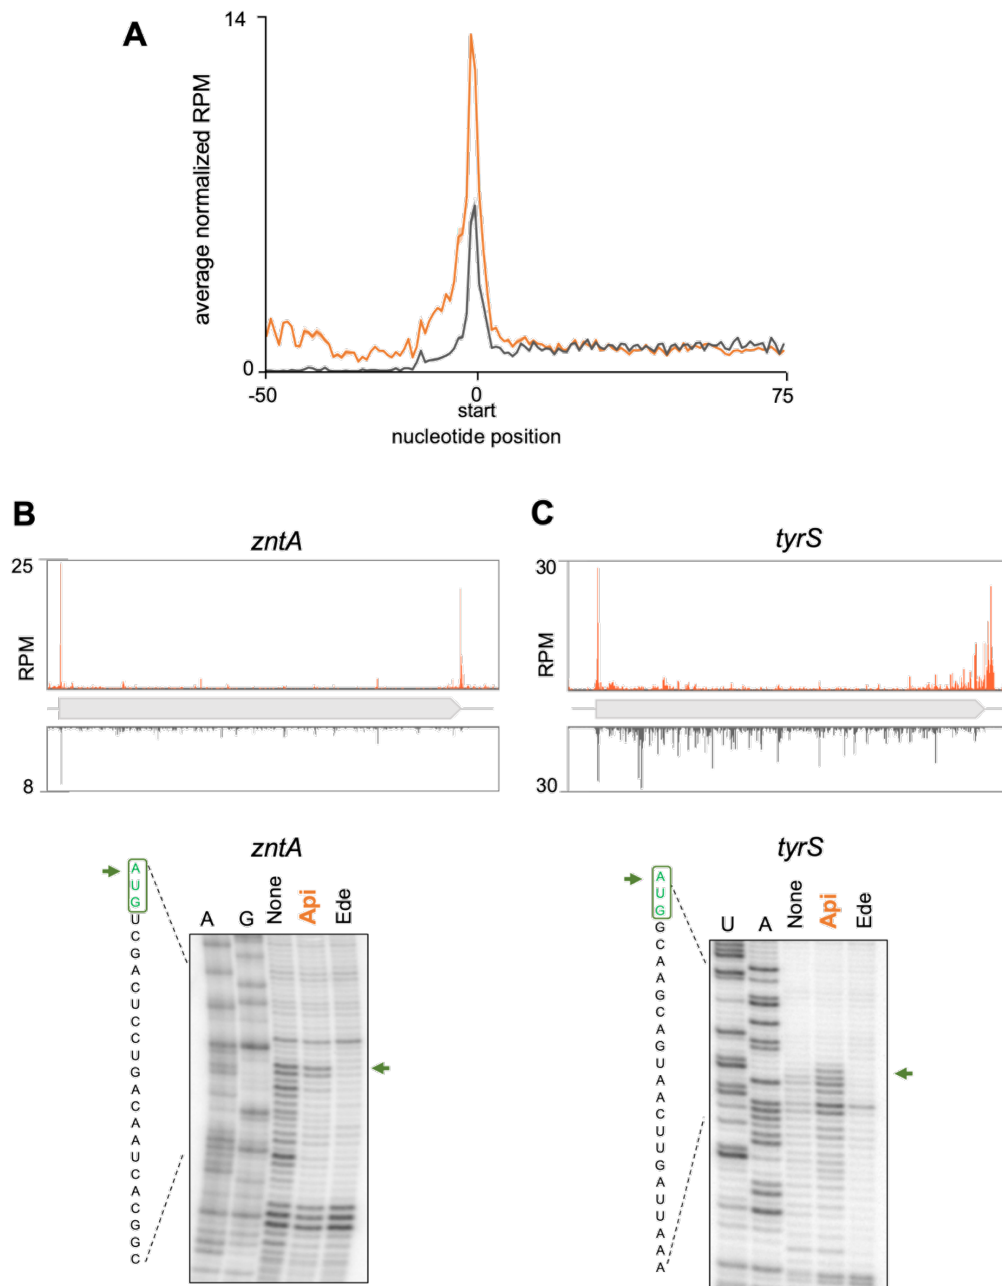 A
14
average normalized RPM
0
-50
0
75
start
nucleotide position
B
zntA
25
RPM
8
C
tyrS
30
RPM
30
zntA
A
U
G
U
C
G
A
C
U
C
C
U
G
A
C
A
A
U
C
A
C
G
G
C
A G None Api Ede
tyrS
A
U
G
G
C
A
A
G
C
A
G
U
A
A
C
U
U
G
A
U
U
A
A
A
U A None Api Ede